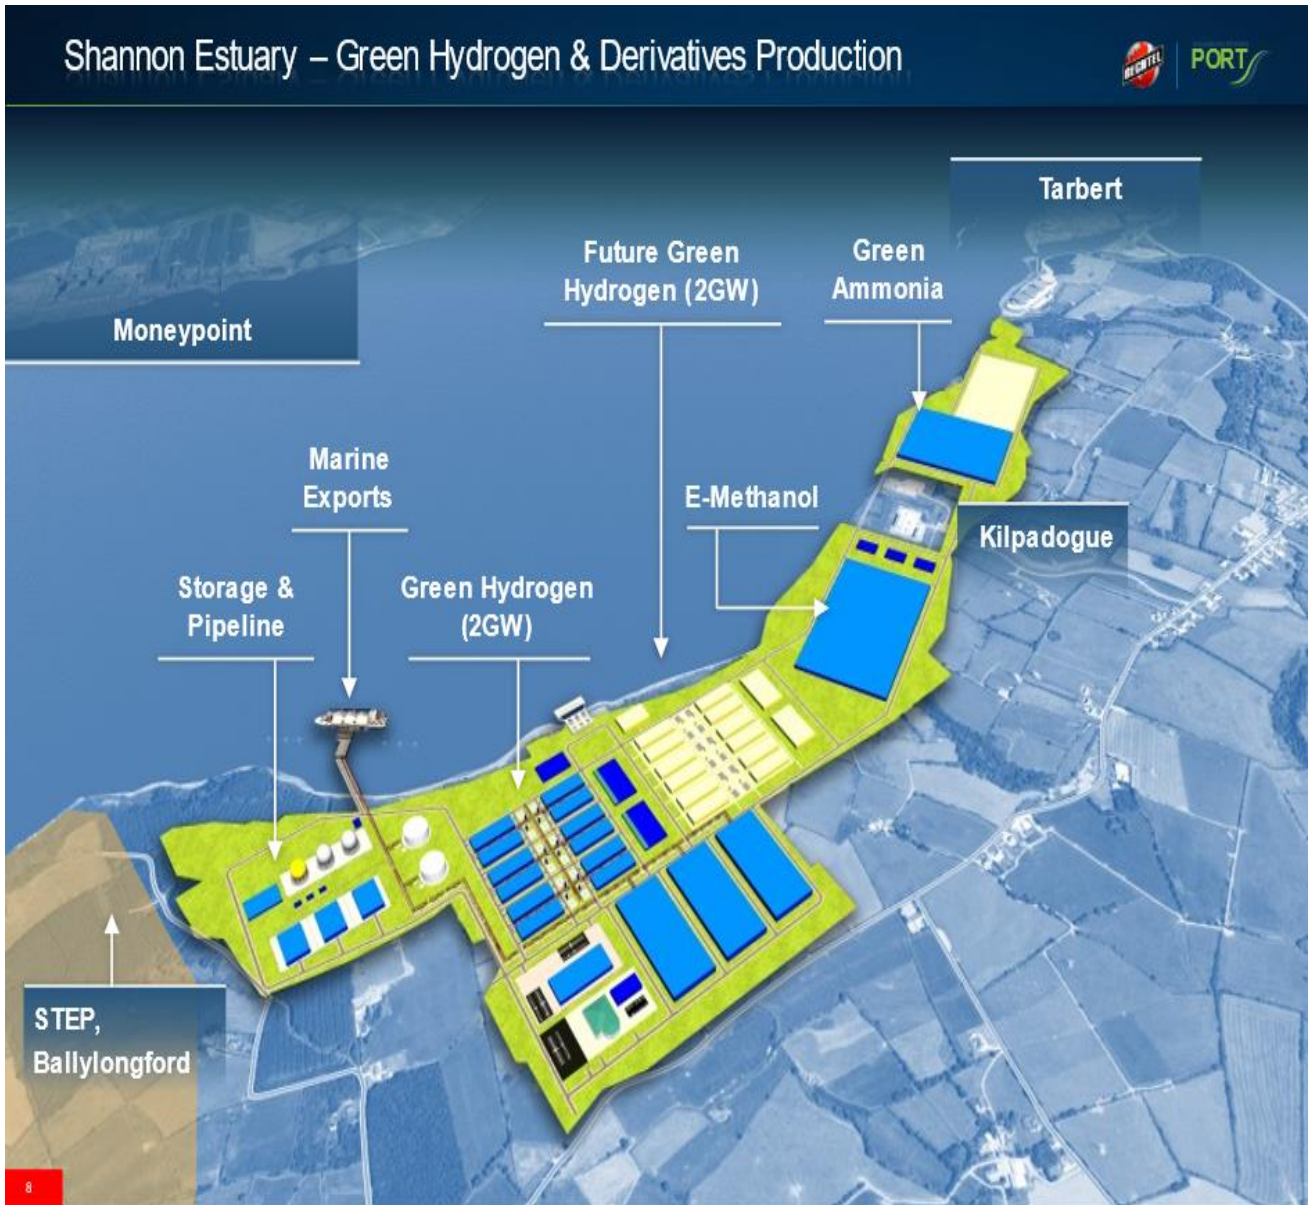 Shannon Estuary – Green Hydrogen & Derivatives Production
BECHTEL
PORT
Tarbert
Future Green
Hydrogen (2GW)
Green
Ammonia
Moneypoint
Marine
Exports
E-Methanol
Kilpadogue
Storage &
Pipeline
Green Hydrogen
(2GW)
STEP,
Ballylongford
8